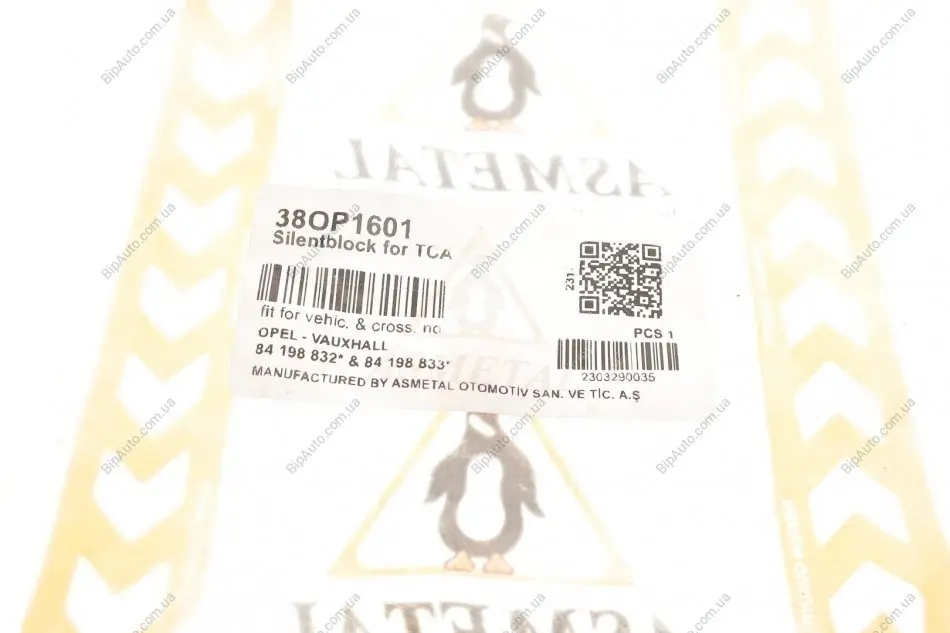 ASMETAL
38OP1601
Silentblock for TCA
231-
fit for vehic. & cross. no
OPEL - VAUXHALL
84 198 832* & 84 198 833*
PCS 1
2303290035
MANUFACTURED BY ASMETAL OTOMOTİV SAN. VE TİC. A.Ş
ASMETAL
BipAuto.com.ua